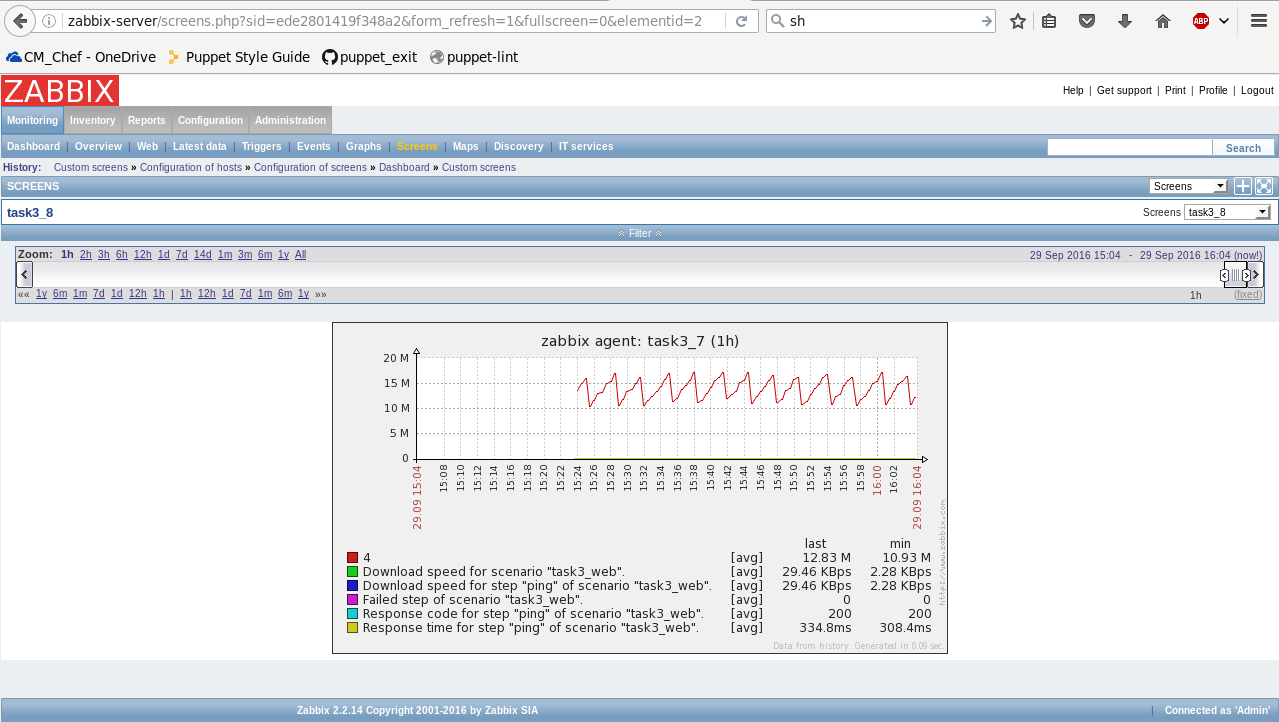 zabbix-server/screens.php?sid=ede2801419f348a2&form_refresh=1&fullscreen=0&elementid=2
sh
ABP
CM_Chef - OneDrive
Puppet Style Guide
puppet_exit
puppet-lint
ZABBIX
Help | Get support | Print | Profile | Logout
Monitoring Inventory Reports Configuration Administration
Dashboard | Overview | Web | Latest data | Triggers | Events | Graphs | Screens | Maps | Discovery | IT services
Search
History: Custom screens » Configuration of hosts » Configuration of screens » Dashboard » Custom screens
SCREENS
Screens
task3_8
Screens task3_8
Filter
Zoom: 1h 2h 3h 6h 12h 1d 7d 14d 1m 3m 6m 1y All
29 Sep 2016 15:04 - 29 Sep 2016 16:04 (now!)
«« 1y 6m 1m 7d 1d 12h 1h | 1h 12h 1d 7d 1m 6m 1y »»
1h (fixed)
zabbix agent: task3_7 (1h)
20 M
15 M
10 M
5 M
0
29.09 15:04 15:08 15:10 15:12 15:14 15:16 15:18 15:20 15:22 15:24 15:26 15:28 15:30 15:32 15:34 15:36 15:38 15:40 15:42 15:44 15:46 15:48 15:50 15:52 15:54 15:56 15:58 16:00 16:02 29.09 16:04
last min
4 [avg] 12.83 M 10.93 M
Download speed for scenario "task3_web". [avg] 29.46 KBps 2.28 KBps
Download speed for step "ping" of scenario "task3_web". [avg] 29.46 KBps 2.28 KBps
Failed step of scenario "task3_web". [avg] 0 0
Response code for step "ping" of scenario "task3_web". [avg] 200 200
Response time for step "ping" of scenario "task3_web". [avg] 334.8ms 308.4ms
http://www.zabbix.com
Data from history. Generated in 0.09 sec.
Zabbix 2.2.14 Copyright 2001-2016 by Zabbix SIA
| Connected as 'Admin'